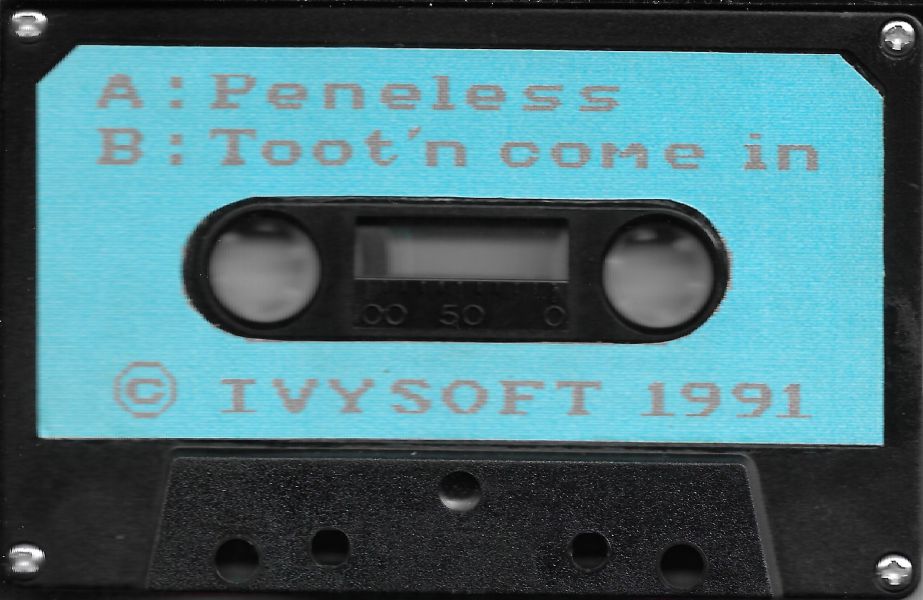 A: Peneless
B: Toot'n come in
00 50 0
© IVYSOFT 1991